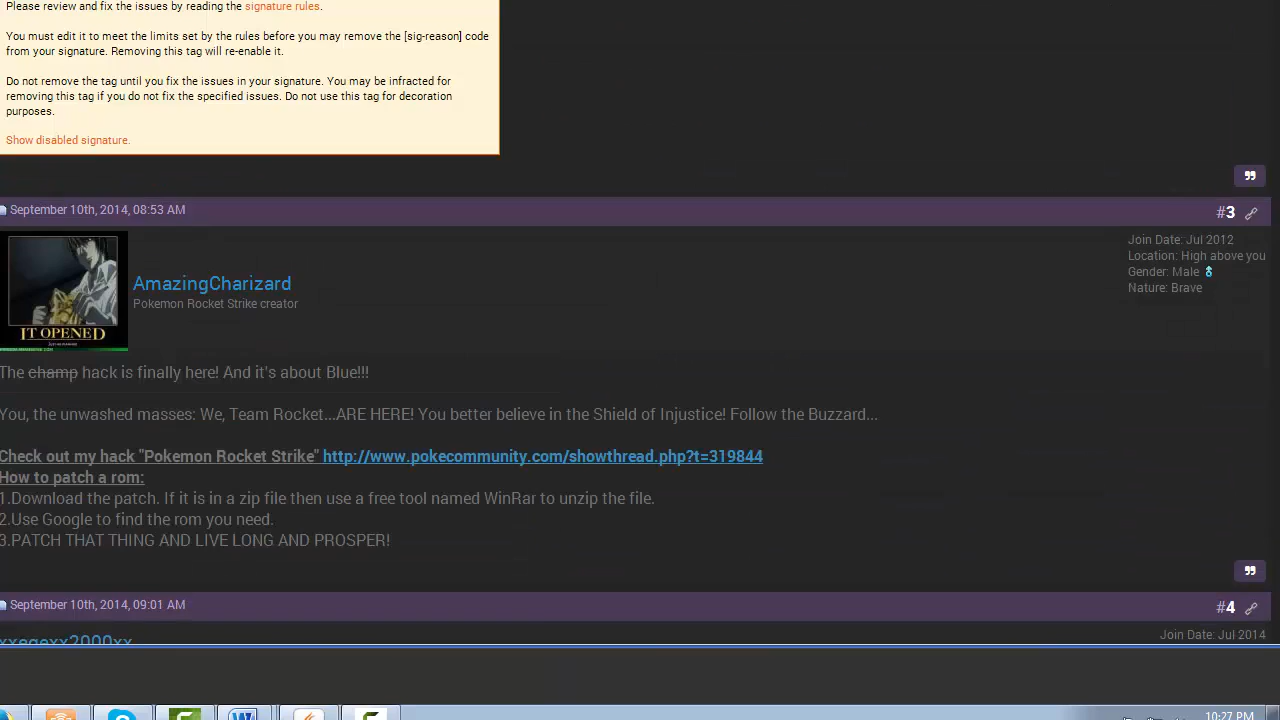 Please review and fix the issues by reading the signature rules.
You must edit it to meet the limits set by the rules before you may remove the [sig-reason] code
from your signature. Removing this tag will re-enable it.
Do not remove the tag until you fix the issues in your signature. You may be infracted for
removing this tag if you do not fix the specified issues. Do not use this tag for decoration
purposes.
Show disabled signature.
September 10th, 2014, 08:53 AM
#3
Join Date: Jul 2012
Location: High above you
Gender: Male
Nature: Brave
AmazingCharizard
Pokemon Rocket Strike creator
IT OPENED
The champ hack is finally here! And it's about Blue!!!
You, the unwashed masses: We, Team Rocket...ARE HERE! You better believe in the Shield of Injustice! Follow the Buzzard...
Check out my hack "Pokemon Rocket Strike" http://www.pokecommunity.com/showthread.php?t=319844
How to patch a rom:
1.Download the patch. If it is in a zip file then use a free tool named WinRar to unzip the file.
2.Use Google to find the rom you need.
3.PATCH THAT THING AND LIVE LONG AND PROSPER!
September 10th, 2014, 09:01 AM
#4
Join Date: Jul 2014
10:27 PM